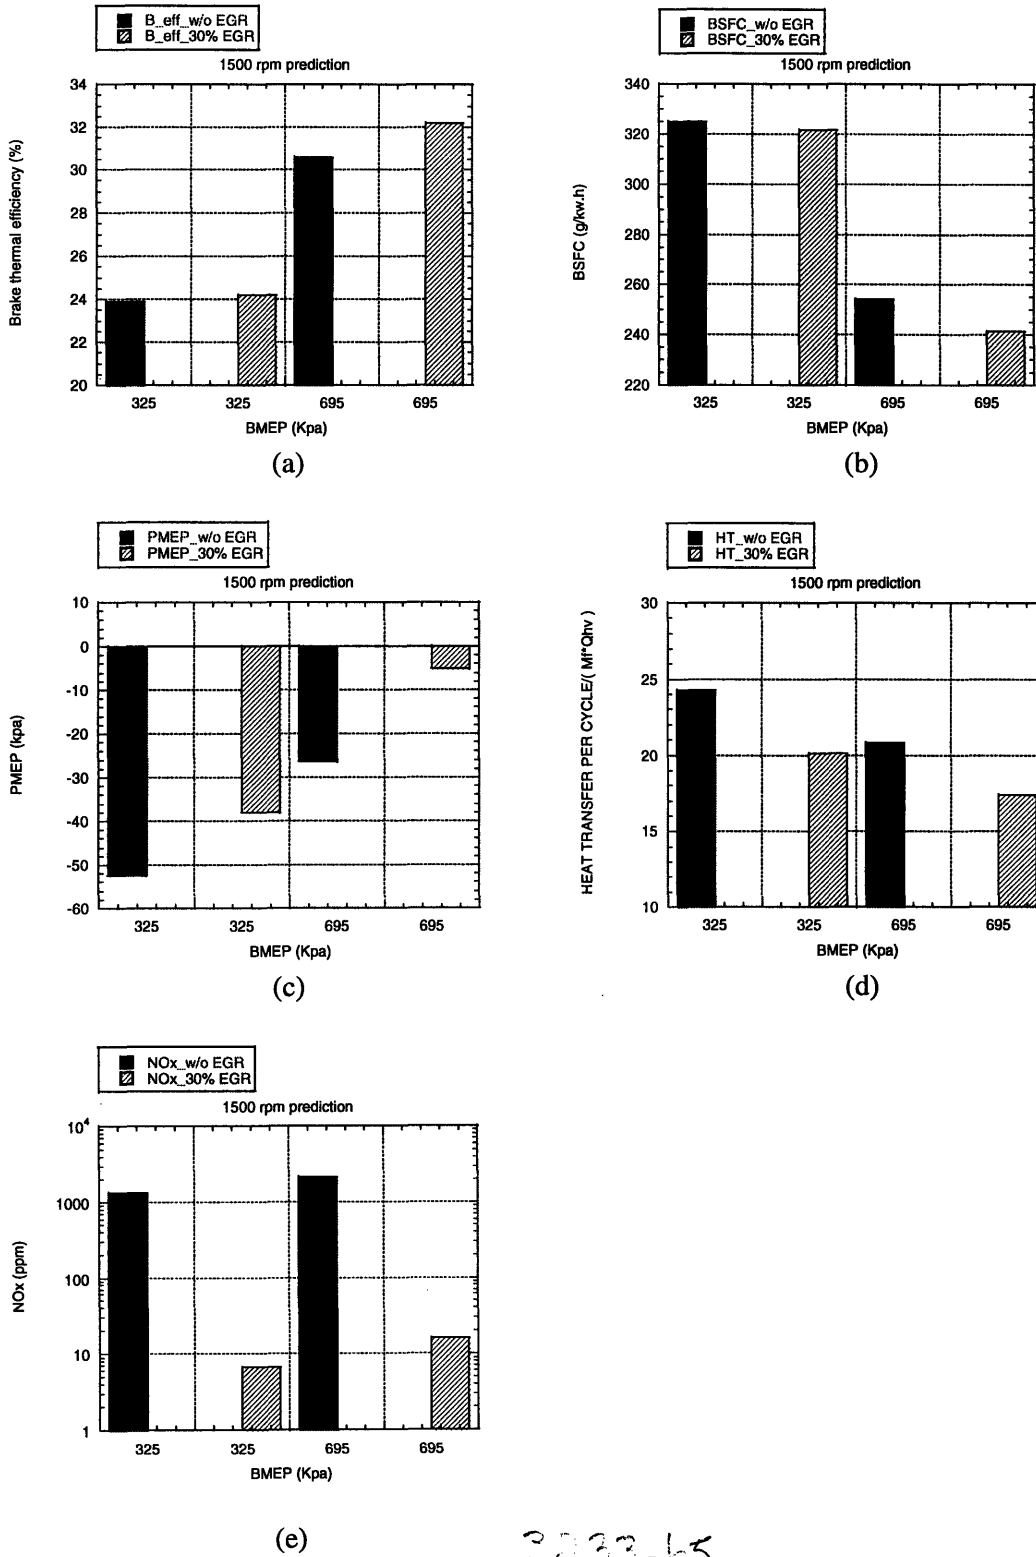 B_eff_w/o EGR
B_eff_30% EGR
1500 rpm prediction
Brake thermal efficiency (%)
34
32
30
28
26
24
22
20
325 325 695 695
BMEP (Kpa)
(a)
BSFC_w/o EGR
BSFC_30% EGR
1500 rpm prediction
BSFC (g/kw.h)
340
320
300
280
260
240
220
325 325 695 695
BMEP (Kpa)
(b)
PMEP_w/o EGR
PMEP_30% EGR
1500 rpm prediction
PMEP (kpa)
10
0
-10
-20
-30
-40
-50
-60
325 325 695 695
BMEP (Kpa)
(c)
HT_w/o EGR
HT_30% EGR
1500 rpm prediction
HEAT TRANSFER PER CYCLE/( Mf*Qhv )
30
25
20
15
10
325 325 695 695
BMEP (Kpa)
(d)
NOx_w/o EGR
NOx_30% EGR
1500 rpm prediction
NOx (ppm)
10⁴
1000
100
10
1
325 325 695 695
BMEP (Kpa)
(e)